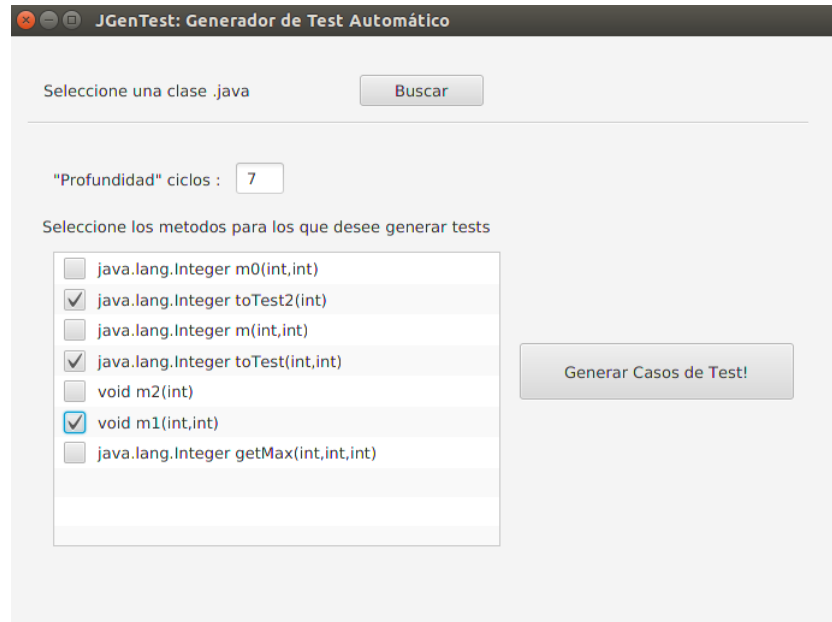 JGenTest: Generador de Test Automático
Seleccione una clase .java
Buscar
"Profundidad" ciclos :
7
Seleccione los metodos para los que desee generar tests
java.lang.Integer m0(int,int)
java.lang.Integer toTest2(int)
java.lang.Integer m(int,int)
java.lang.Integer toTest(int,int)
void m2(int)
void m1(int,int)
java.lang.Integer getMax(int,int,int)
Generar Casos de Test!